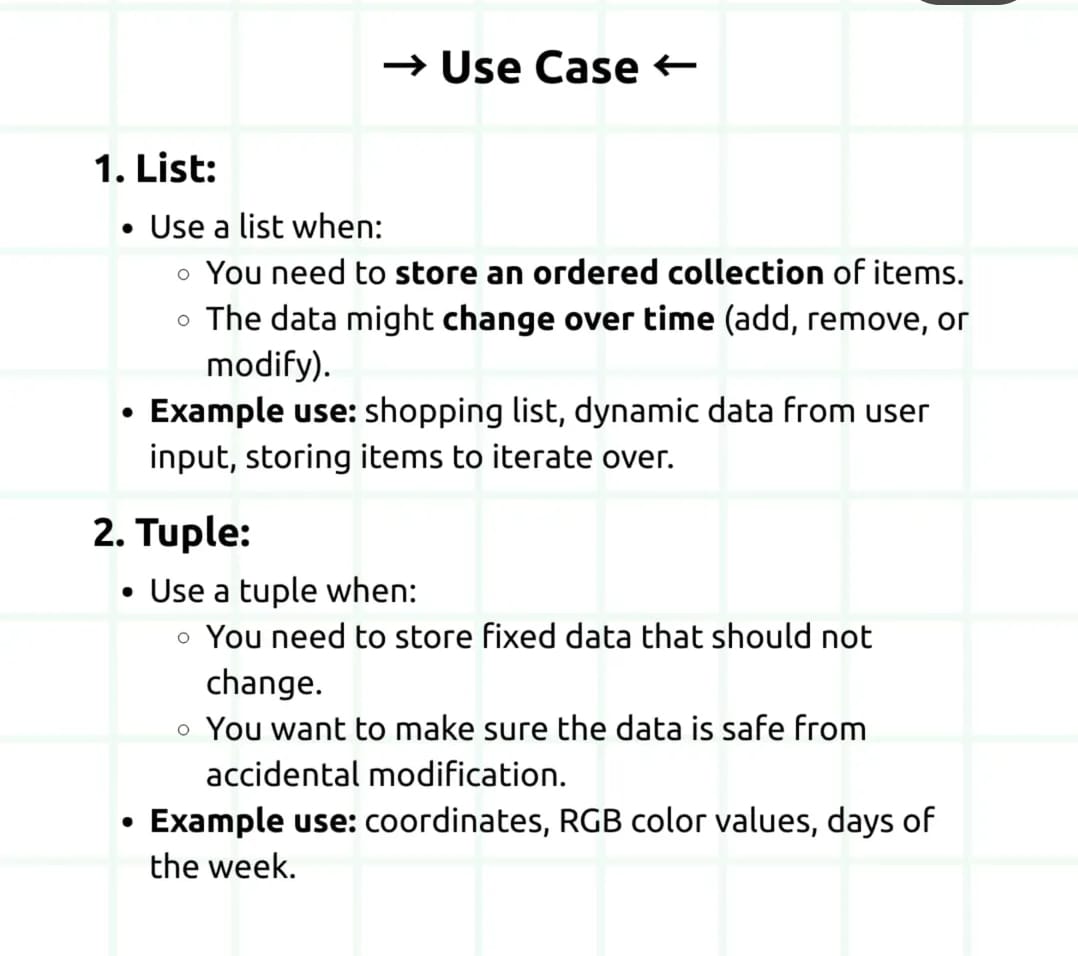 → Use Case ←
1. List:
• Use a list when:
◦ You need to store an ordered collection of items.
◦ The data might change over time (add, remove, or
modify).
• Example use: shopping list, dynamic data from user
input, storing items to iterate over.
2. Tuple:
• Use a tuple when:
◦ You need to store fixed data that should not
change.
◦ You want to make sure the data is safe from
accidental modification.
• Example use: coordinates, RGB color values, days of
the week.